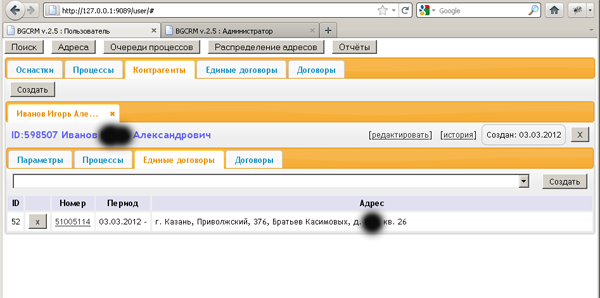 http://127.0.0.1:9089/user/#
Google
BGCRM v.2.5 : Пользователь
BGCRM v.2.5 : Администратор
Поиск Адреса Очереди процессов Распределение адресов Отчёты
Оснастки Процессы Контрагенты Единые договоры Договоры
Создать
Иванов Игорь Але...
ID:598507 Иванов Александрович [редактировать] [история] Создан: 03.03.2012 X
Параметры Процессы Единые договоры Договоры
Создать
ID Номер Период Адрес
52 x 51005114 03.03.2012 - г. Казань, Приволжский, 376, Братьев Касимовых, д. кв. 26